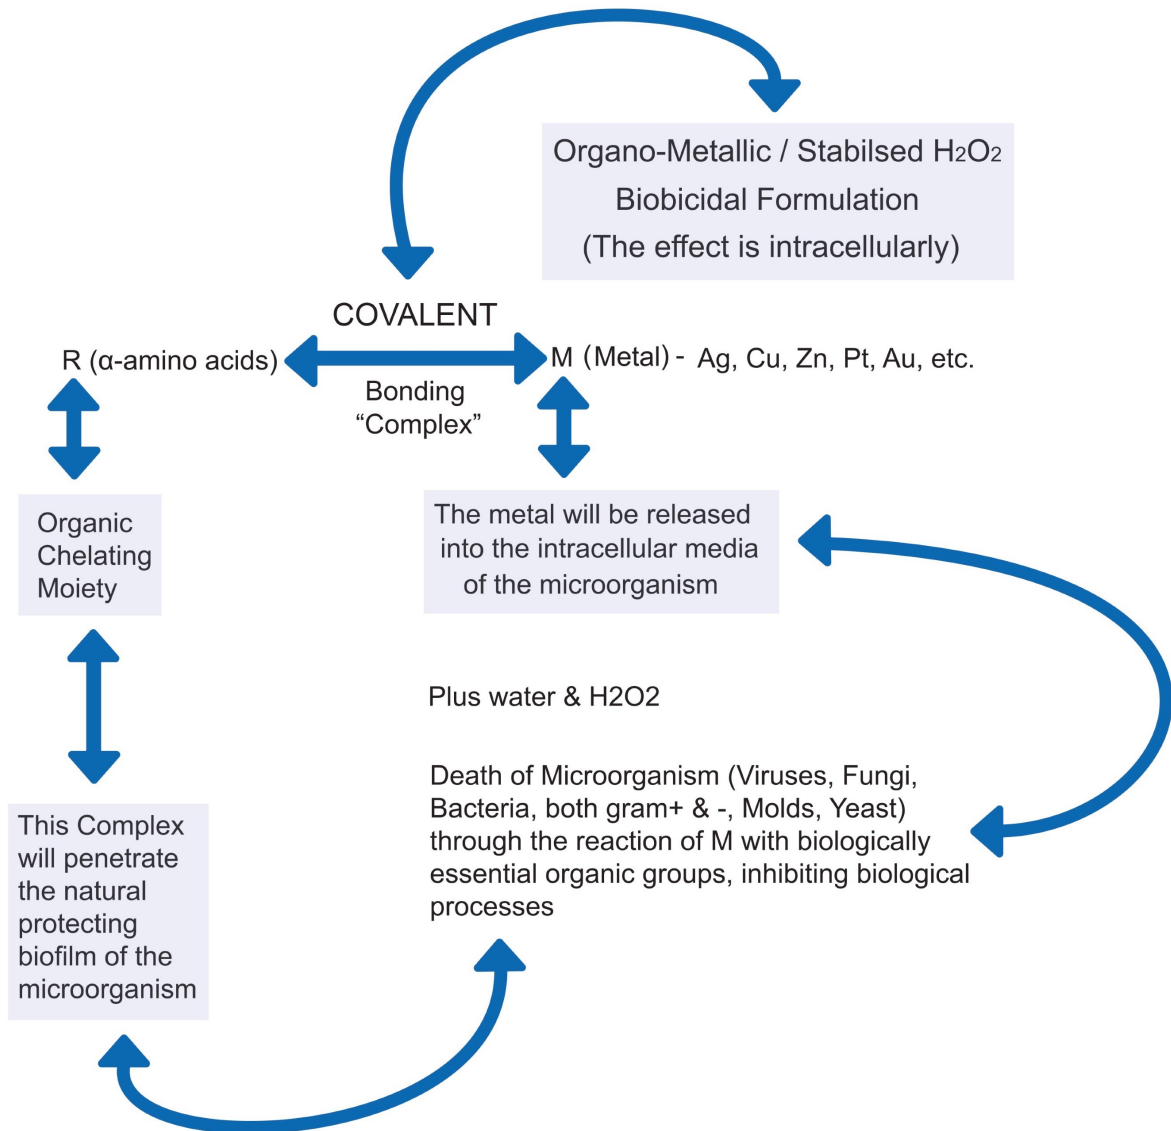 Organo-Metallic / Stabilsed H₂O₂
Biobicidal Formulation
(The effect is intracellularly)
COVALENT
R (α-amino acids)
M (Metal) - Ag, Cu, Zn, Pt, Au, etc.
Bonding
“Complex”
Organic
Chelating
Moiety
The metal will be released
into the intracellular media
of the microorganism
Plus water & H2O2
Death of Microorganism (Viruses, Fungi,
Bacteria, both gram+ & -, Molds, Yeast)
through the reaction of M with biologically
essential organic groups, inhibiting biological
processes
This Complex
will penetrate
the natural
protecting
biofilm of the
microorganism